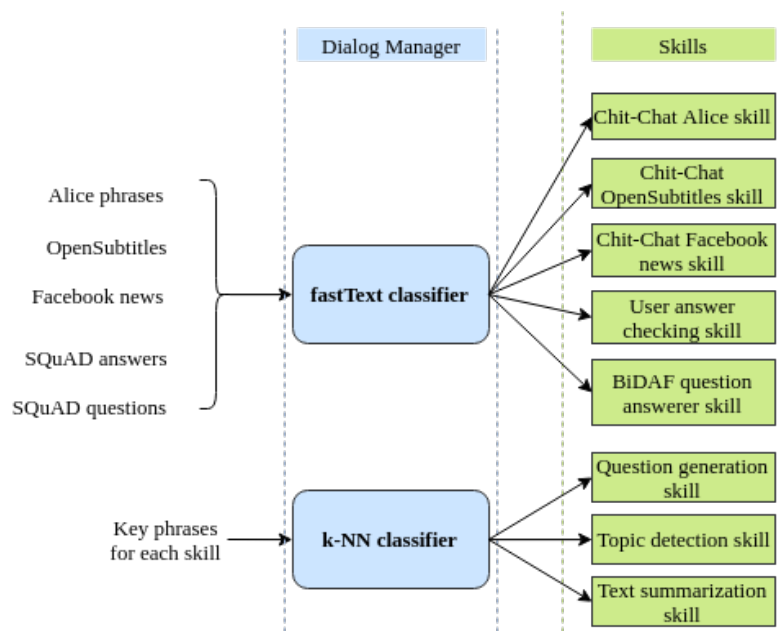 Dialog Manager
Skills
Alice phrases
OpenSubtitles
Facebook news
SQuAD answers
SQuAD questions
fastText classifier
Chit-Chat Alice skill
Chit-Chat
OpenSubtitles skill
Chit-Chat Facebook
news skill
User answer
checking skill
BiDAF question
answerer skill
Key phrases
for each skill
k-NN classifier
Question generation
skill
Topic detection skill
Text summarization
skill